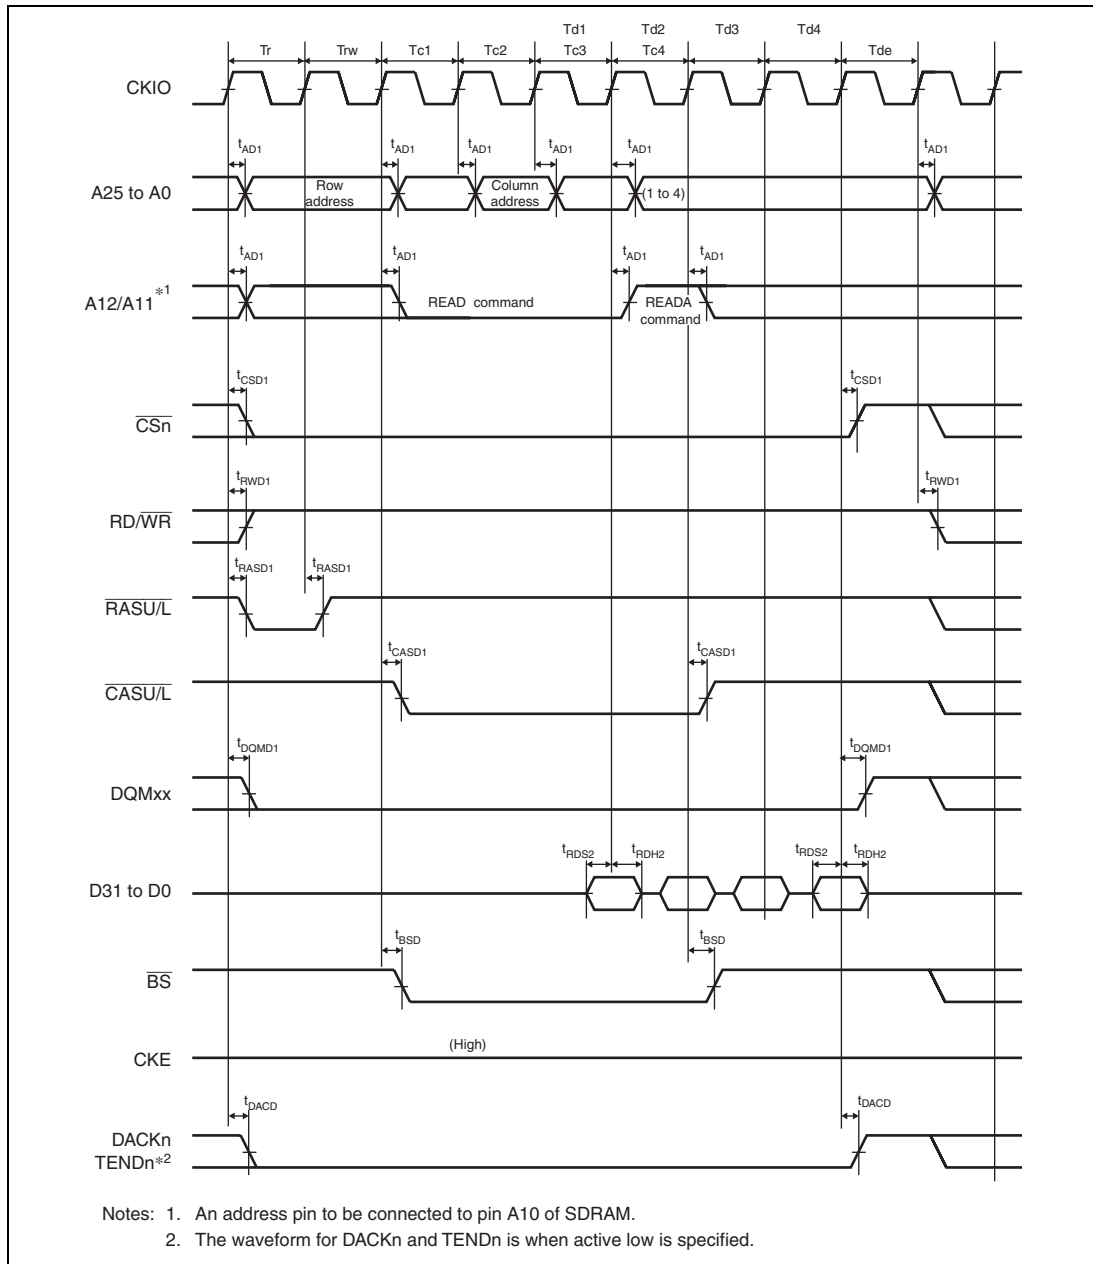 Td1 Td2 Td3 Td4
Tr Trw Tc1 Tc2 Tc3 Tc4 Tde
CKIO
tAD1 tAD1 tAD1 tAD1 tAD1 tAD1
A25 to A0
Row address
Column address
(1 to 4)
tAD1 tAD1 tAD1 tAD1
A12/A11*1
READ command
READA command
tCSD1 tCSD1
CSn
tRWD1 tRWD1
RD/WR
tRASD1 tRASD1
RASU/L
tCASD1 tCASD1
CASU/L
tDQMD1 tDQMD1
DQMxx
tRDS2 tRDH2 tRDS2 tRDH2
D31 to D0
tBSD tBSD
BS
(High)
CKE
tDACD tDACD
DACKn
TENDn*2
Notes: 1. An address pin to be connected to pin A10 of SDRAM.
2. The waveform for DACKn and TENDn is when active low is specified.